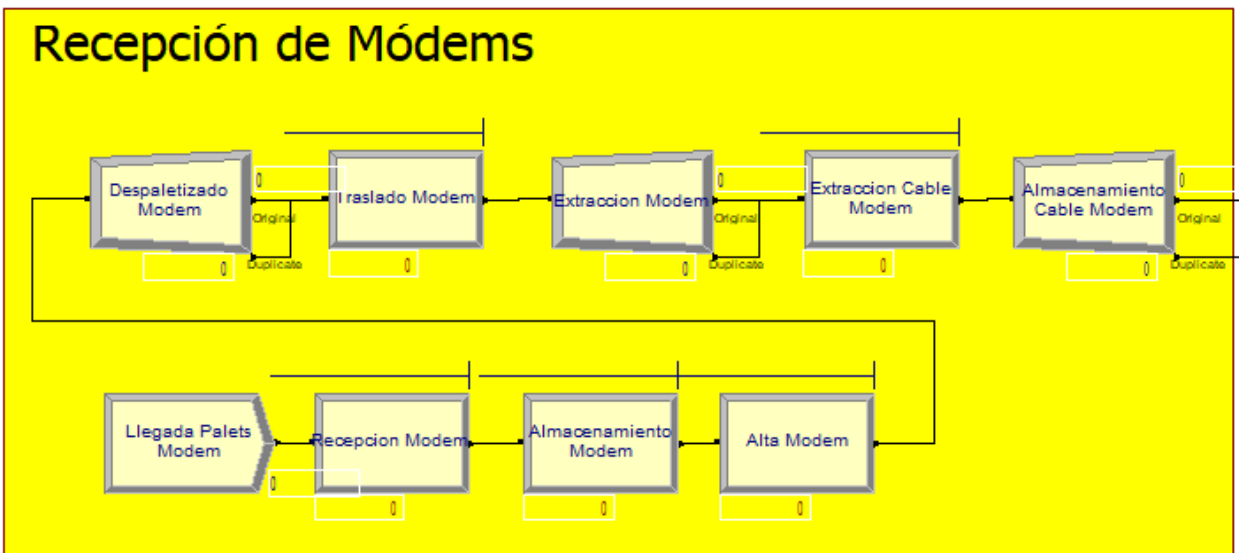 Recepción de Módems
Despaletizado
Modem
0
Original
Duplicate
0
Traslado Modem
0
Extraccion Modem
0
Original
Duplicate
0
Extraccion Cable
Modem
0
Almacenamiento
Cable Modem
0
Original
Duplicate
0
Llegada Palets
Modem
0
Recepcion Modem
0
Almacenamiento
Modem
0
Alta Modem
0